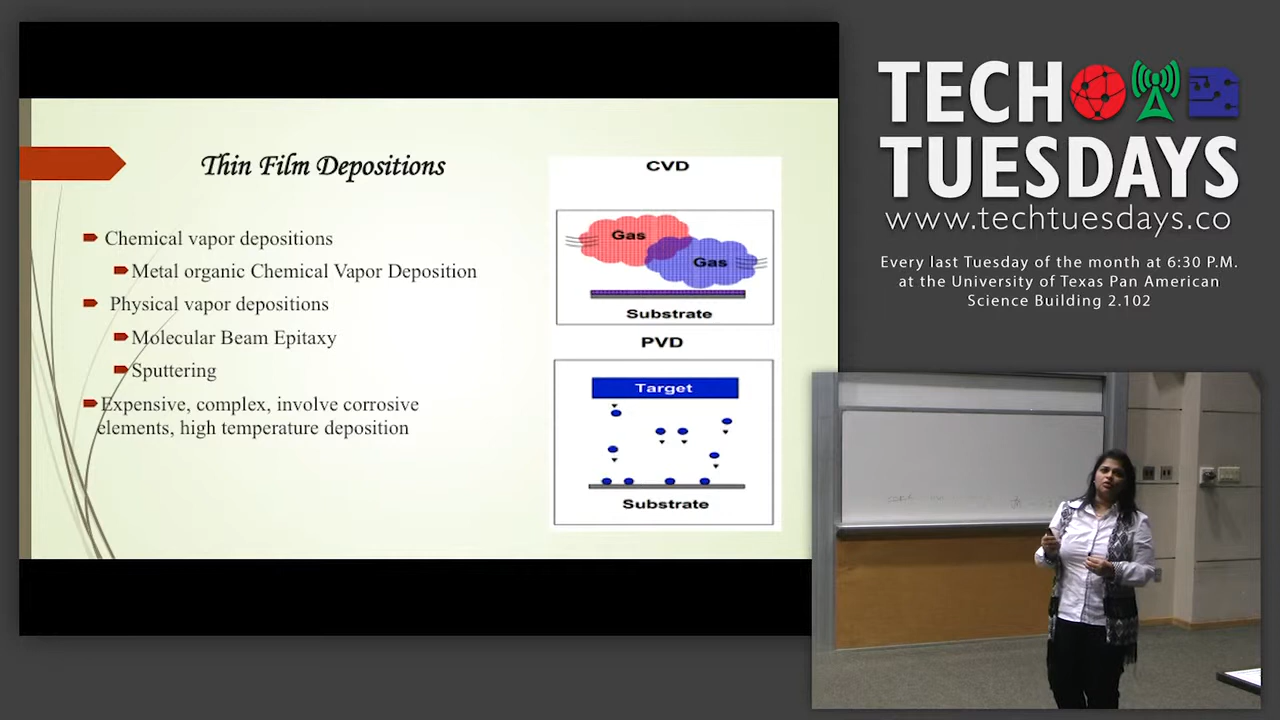 Thin Film Depositions
Chemical vapor depositions
Metal organic Chemical Vapor Deposition
Physical vapor depositions
Molecular Beam Epitaxy
Sputtering
Expensive, complex, involve corrosive
elements, high temperature deposition
CVD
Gas
Gas
Substrate
PVD
Target
Substrate
TECH
TUESDAYS
www.techtuesdays.co
Every last Tuesday of the month at 6:30 P.M.
at the University of Texas Pan American
Science Building 2.102